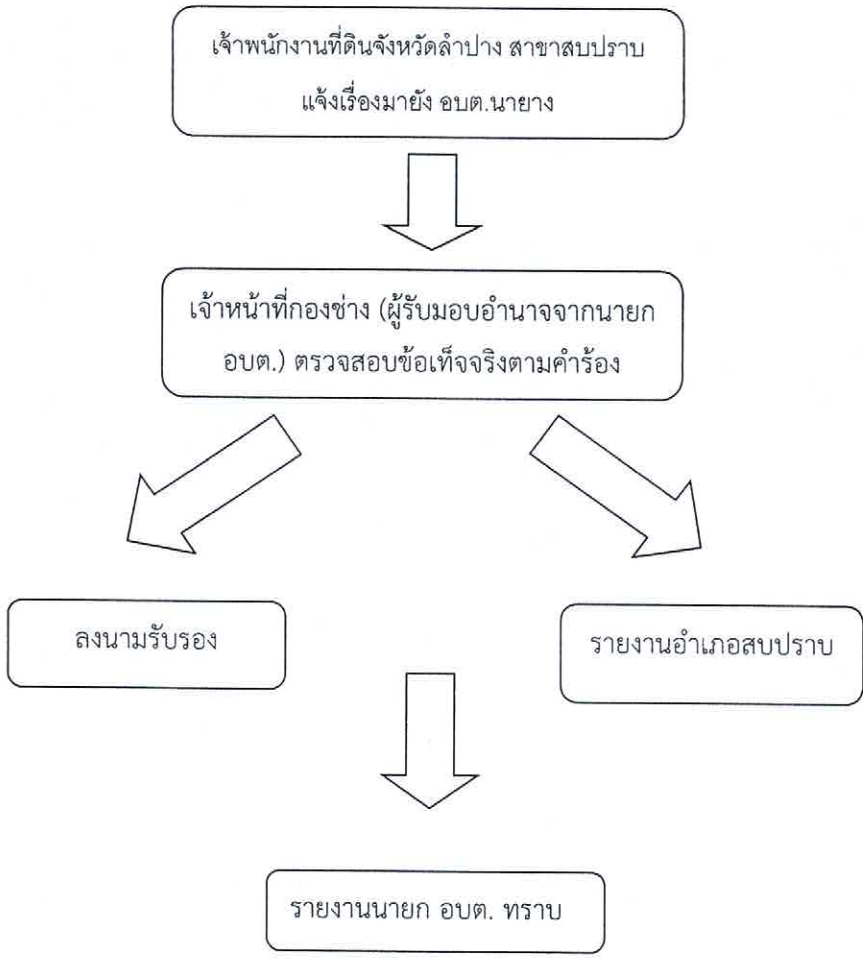 เจ้าพนักงานที่ดินจังหวัดลำปาง สาขาสบปราบ
แจ้งเรื่องมายัง อบต.นายาง
เจ้าหน้าที่กองช่าง (ผู้รับมอบอำนาจจากนายก
อบต.) ตรวจสอบข้อเท็จจริงตามคำร้อง
ลงนามรับรอง
รายงานอำเภอสบปราบ
รายงานนายก อบต. ทราบ